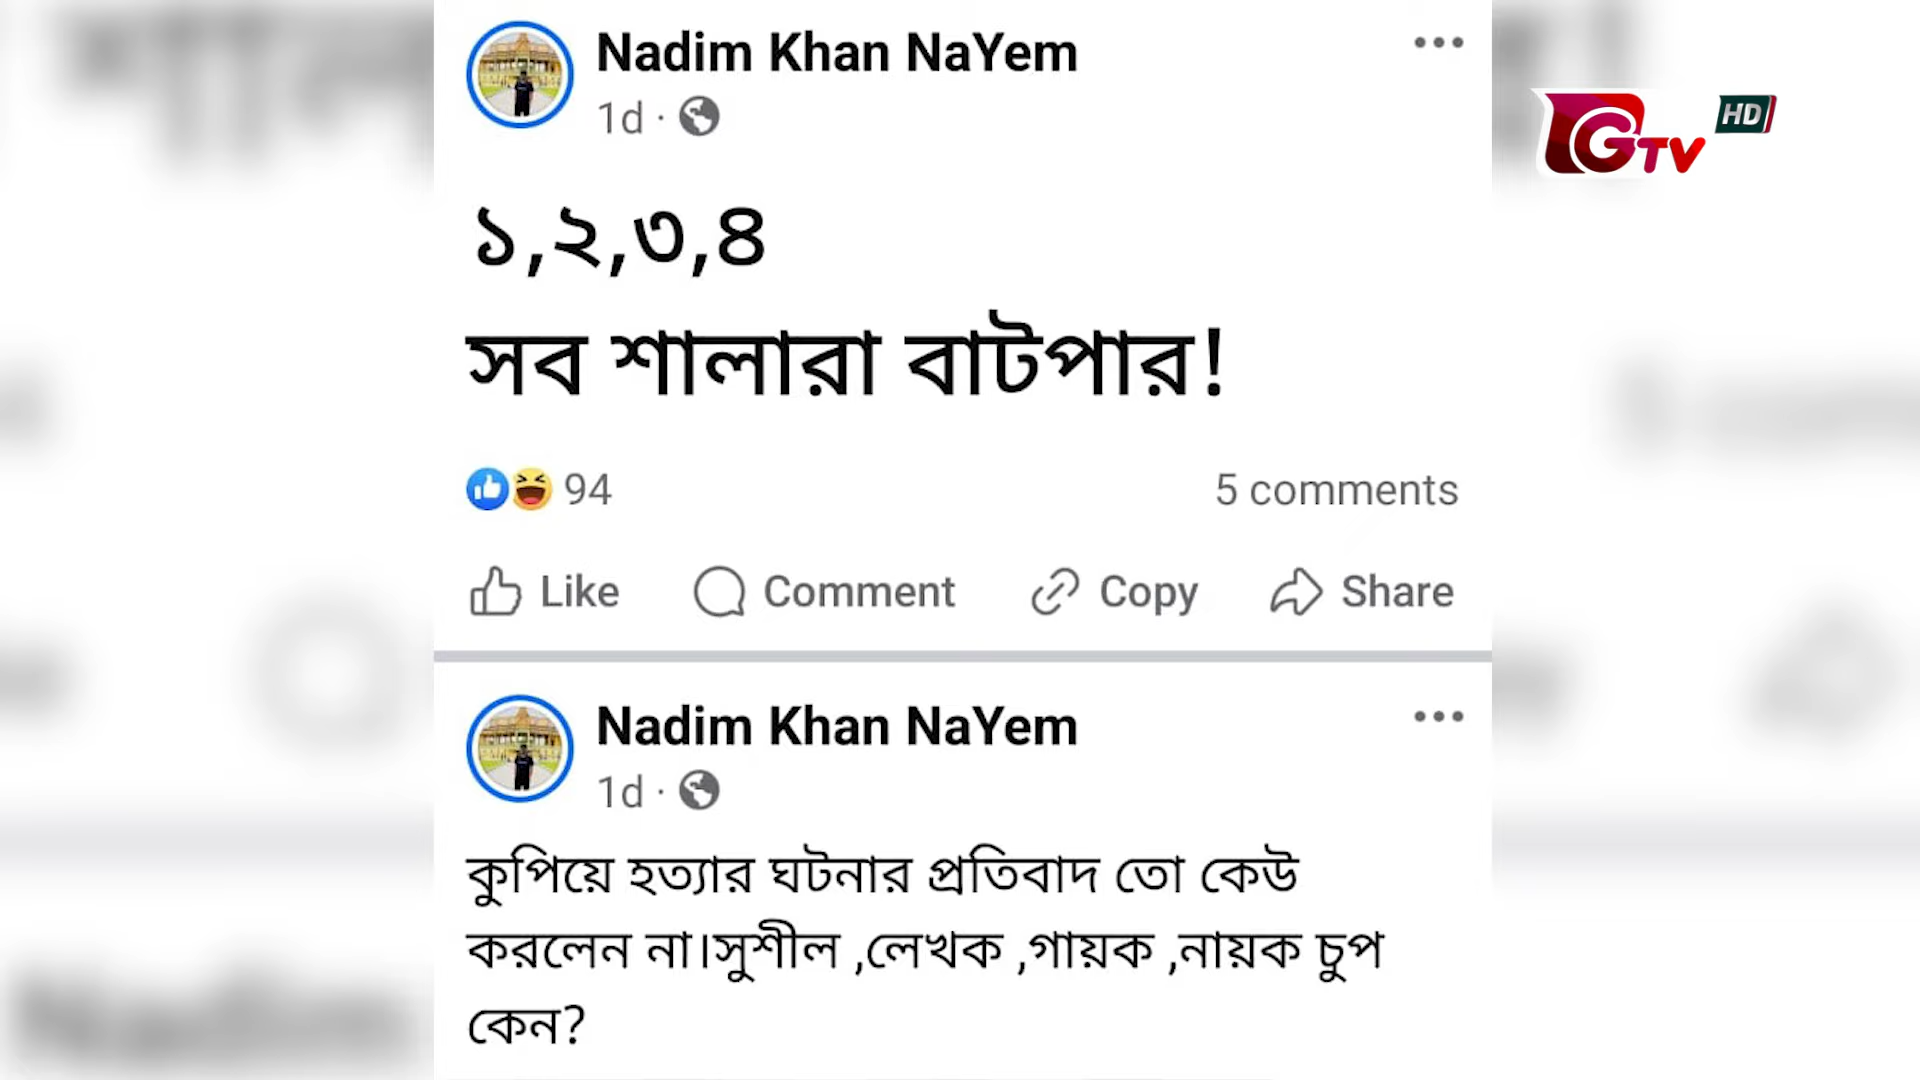 Nadim Khan NaYem
1d ·
GTV HD
১,২,৩,৪
সব শালারা বাটপার!
94
5 comments
Like
Comment
Copy
Share
Nadim Khan NaYem
1d ·
কুপিয়ে হত্যার ঘটনার প্রতিবাদ তো কেউ
করলেন না।সুশীল ,লেখক ,গায়ক ,নায়ক চুপ
কেন?